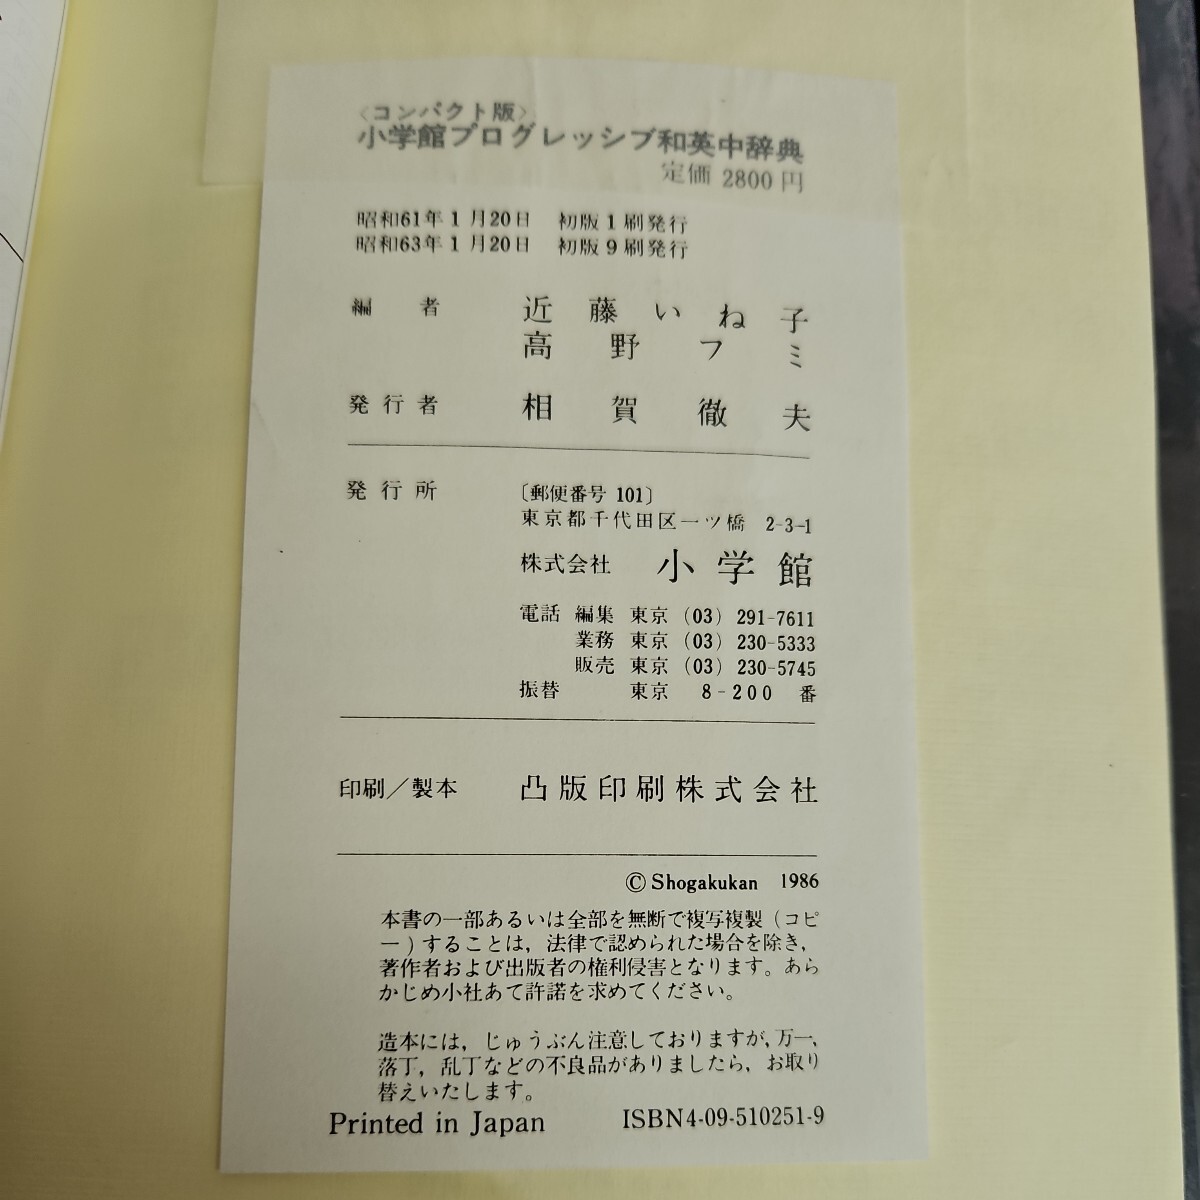 〈コンパクト版〉
小学館プログレッシブ和英中辞典
定価 2800円
昭和61年1月20日 初版1刷発行
昭和63年1月20日 初版9刷発行
編者 近藤いね子
高野フミ
発行者 相賀徹夫
発行所 〔郵便番号 101〕
東京都千代田区一ツ橋 2-3-1
株式会社 小学館
電話 編集 東京 (03) 291-7611
業務 東京 (03) 230-5333
販売 東京 (03) 230-5745
振替 東京 8-200 番
印刷/製本 凸版印刷株式会社
© Shogakukan 1986
本書の一部あるいは全部を無断で複写複製(コピ
ー)することは,法律で認められた場合を除き,
著作者および出版者の権利侵害となります。あら
かじめ小社あて許諾を求めてください。
造本には,じゅうぶん注意しておりますが,万一,
落丁,乱丁などの不良品がありましたら,お取り
替えいたします。
Printed in Japan ISBN4-09-510251-9